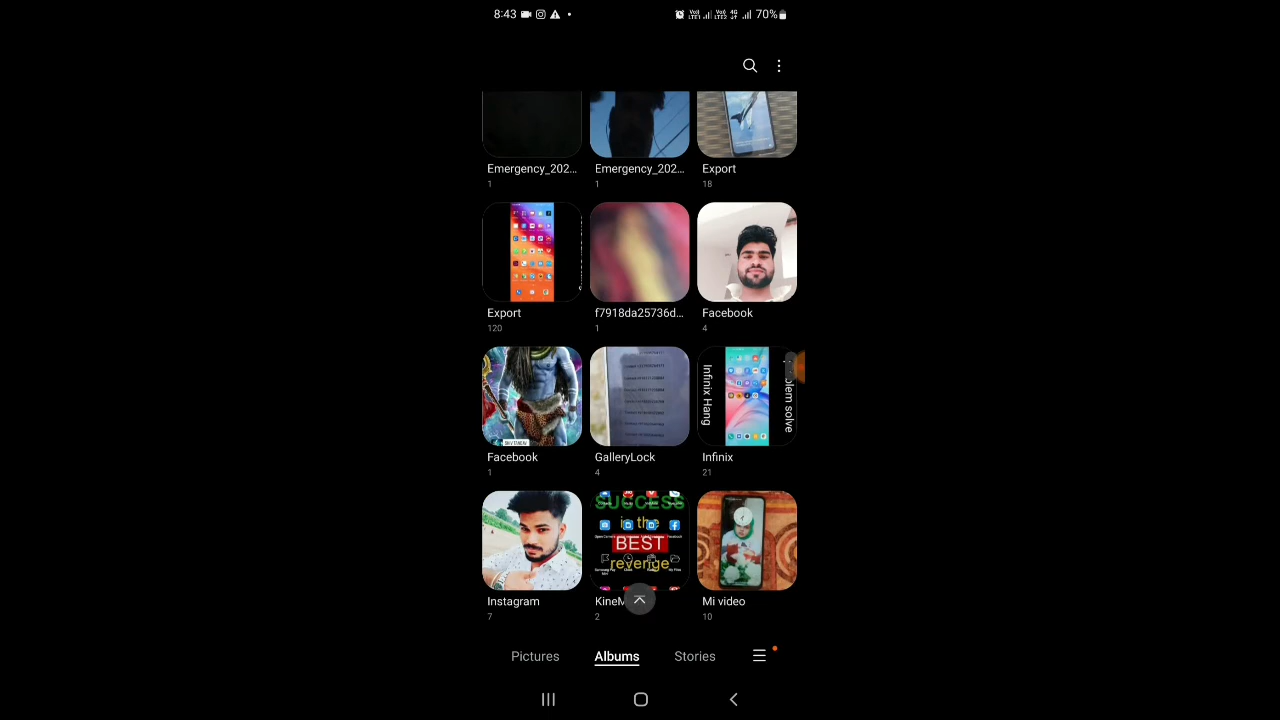 8:43
70%
Emergency_202...
Emergency_202...
Export
1
1
18
Export
f7918da25736d...
Facebook
120
1
4
Infinix Hang
olem solve
Facebook
GalleryLock
Infinix
1
4
21
SUCCESS
is the
BEST
revenge
Instagram
KineM
Mi video
7
2
10
Pictures
Albums
Stories